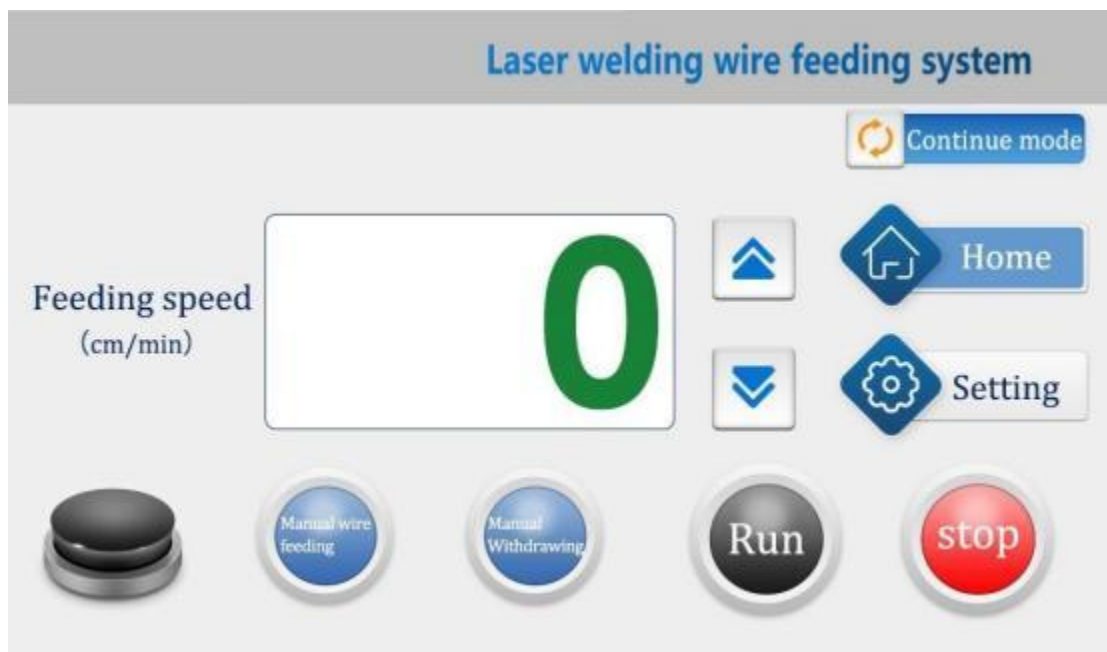 Laser welding wire feeding system
Continue mode
Feeding speed
(cm/min)
0
Home
Setting
Manual wire
feeding
Manual
Withdrawing
Run
stop